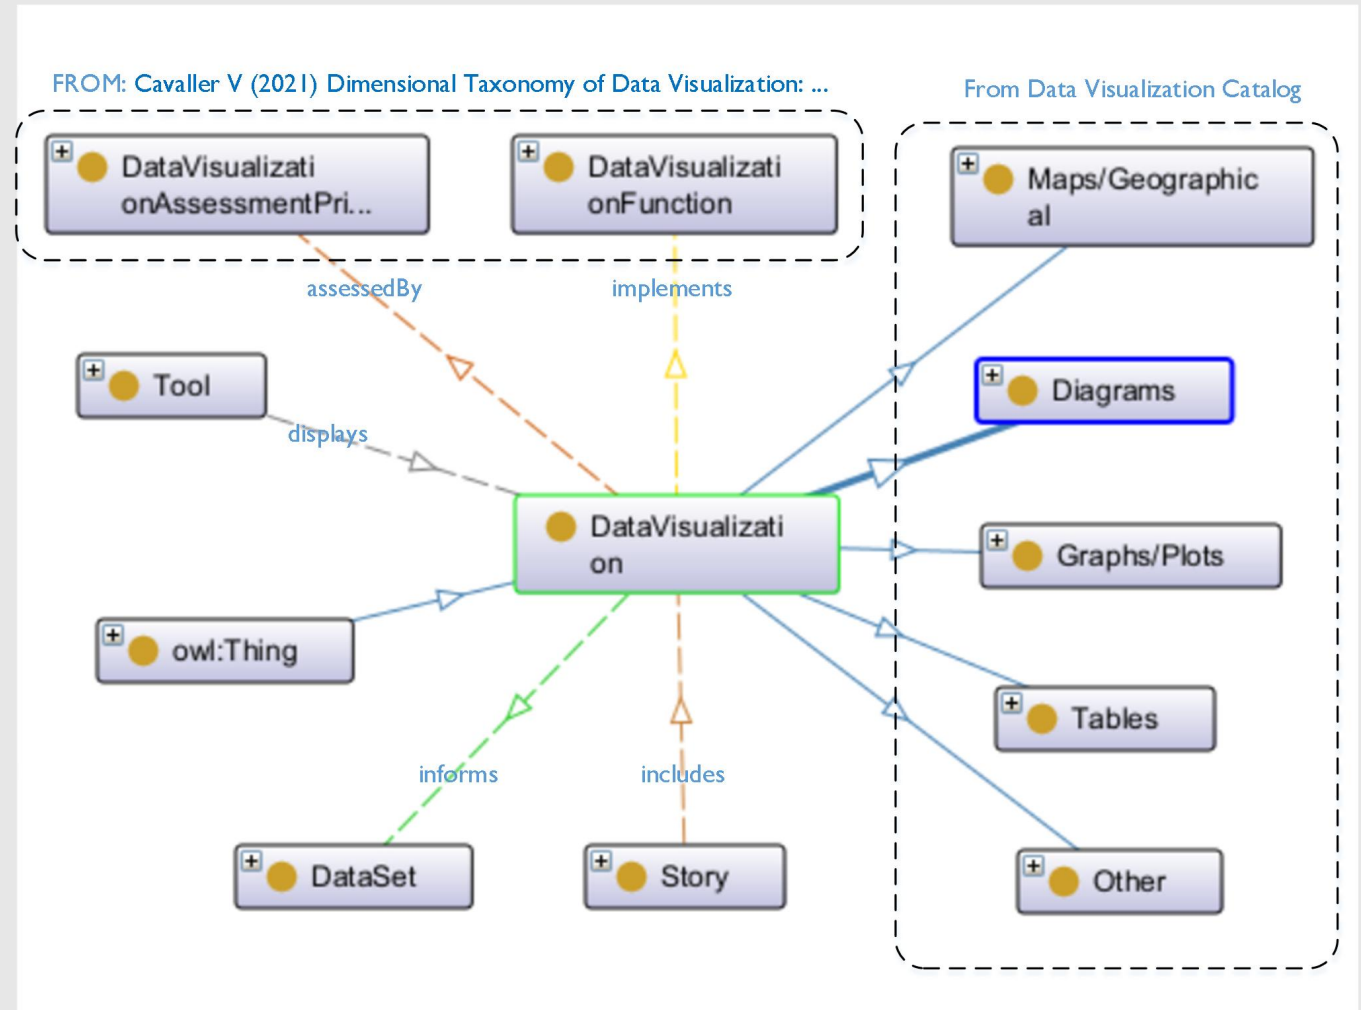 FROM: Cavaller V (2021) Dimensional Taxonomy of Data Visualization: ...
From Data Visualization Catalog
DataVisualizati
onAssessmentPri...
DataVisualizati
onFunction
Maps/Geographic
al
assessedBy
implements
Tool
Diagrams
displays
DataVisualizati
on
Graphs/Plots
owl:Thing
Tables
informs
includes
DataSet
Story
Other